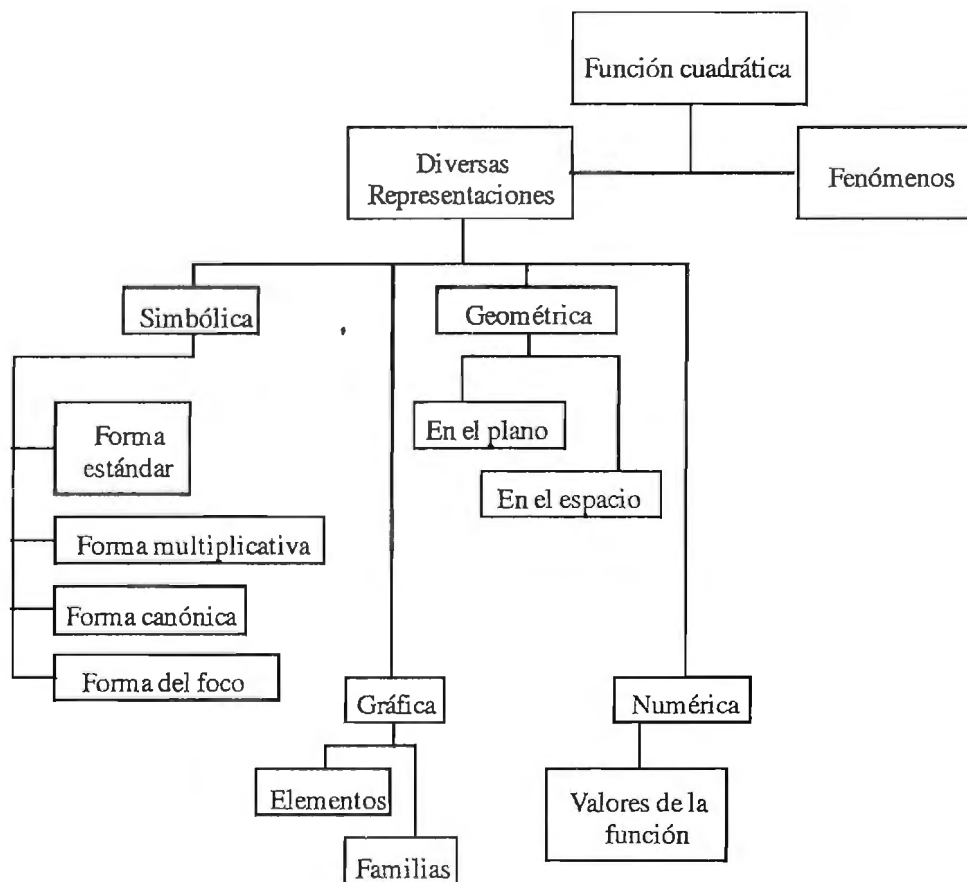 Función cuadrática
Diversas
Representaciones
Fenómenos
Simbólica
Geométrica
En el plano
Forma
estándar
En el espacio
Forma multiplicativa
Forma canónica
Forma del foco
Gráfica
Numérica
Elementos
Valores de la
función
Familias